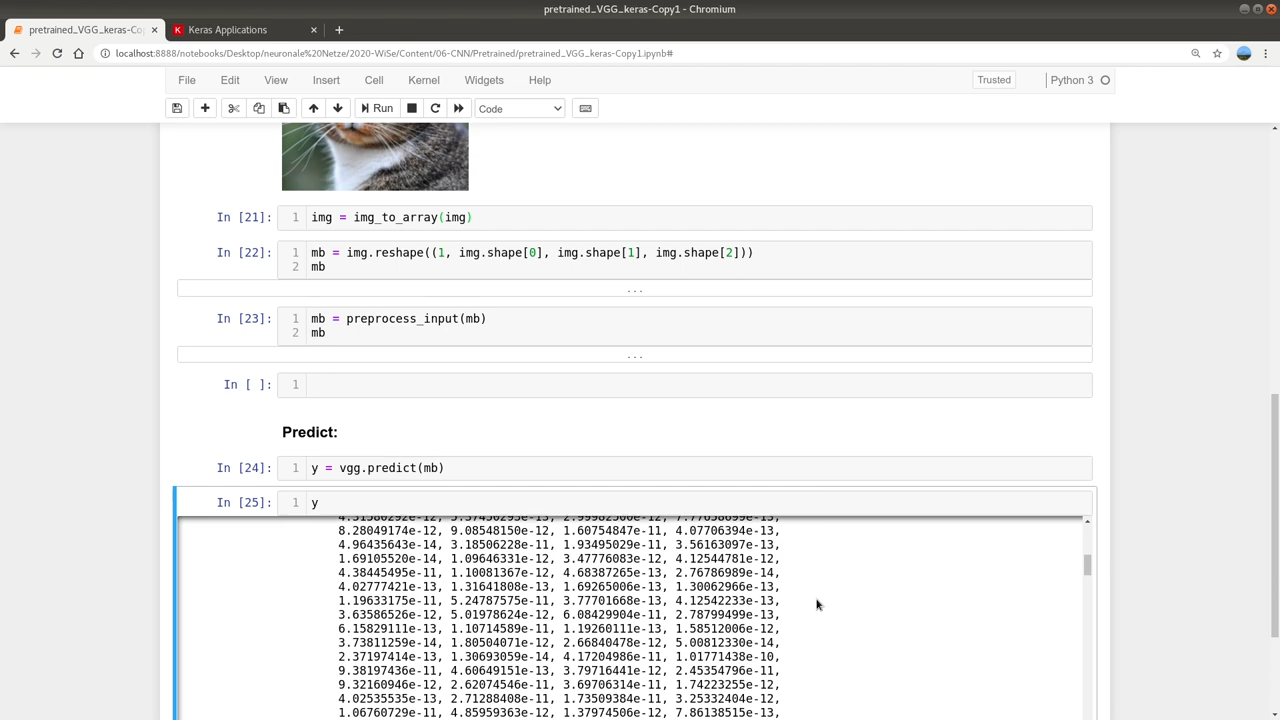 pretrained_VGG_keras-Copy1 - Chromium
pretrained_VGG_keras-Co
Keras Applications
localhost:8888/notebooks/Desktop/neuronale%20Netze/2020-WiSe/Content/06-CNN/Pretrained/pretrained_VGG_keras-Copy1.ipynb#
File Edit View Insert Cell Kernel Widgets Help Trusted Python 3
Run Code
In [21]: 1 img = img_to_array(img)
In [22]: 1 mb = img.reshape((1, img.shape[0], img.shape[1], img.shape[2]))
2 mb
...
In [23]: 1 mb = preprocess_input(mb)
2 mb
...
In [ ]: 1
Predict:
In [24]: 1 y = vgg.predict(mb)
In [25]: 1 y
8.28049174e-12, 9.08548150e-12, 1.60754847e-11, 4.07706394e-13,
4.96435643e-14, 3.18506228e-11, 1.93495029e-11, 3.56163097e-13,
1.69105520e-14, 1.09646331e-12, 3.47776083e-12, 4.12544781e-12,
4.38445495e-11, 1.10081367e-12, 4.68387265e-13, 2.76786989e-14,
4.02777421e-13, 1.31641808e-13, 1.69265006e-13, 1.30062966e-13,
1.19633175e-11, 5.24787575e-11, 3.77701668e-13, 4.12542233e-13,
3.63586526e-12, 5.01978624e-12, 6.08429904e-11, 2.78799499e-13,
6.15829111e-13, 1.10714589e-11, 1.19260111e-13, 1.58512006e-12,
3.73811259e-14, 1.80504071e-12, 2.66840478e-12, 5.00812330e-14,
2.37197414e-13, 1.30693059e-14, 4.17204986e-11, 1.01771438e-10,
9.38197436e-11, 4.60649151e-13, 3.79716441e-12, 2.45354796e-11,
9.32160946e-12, 2.62074546e-11, 3.69706314e-12, 1.74223255e-12,
4.02535535e-13, 2.71288408e-11, 1.73509384e-11, 3.25332404e-12,
1.06760729e-11, 4.85959363e-12, 1.37974506e-12, 7.86138515e-13,